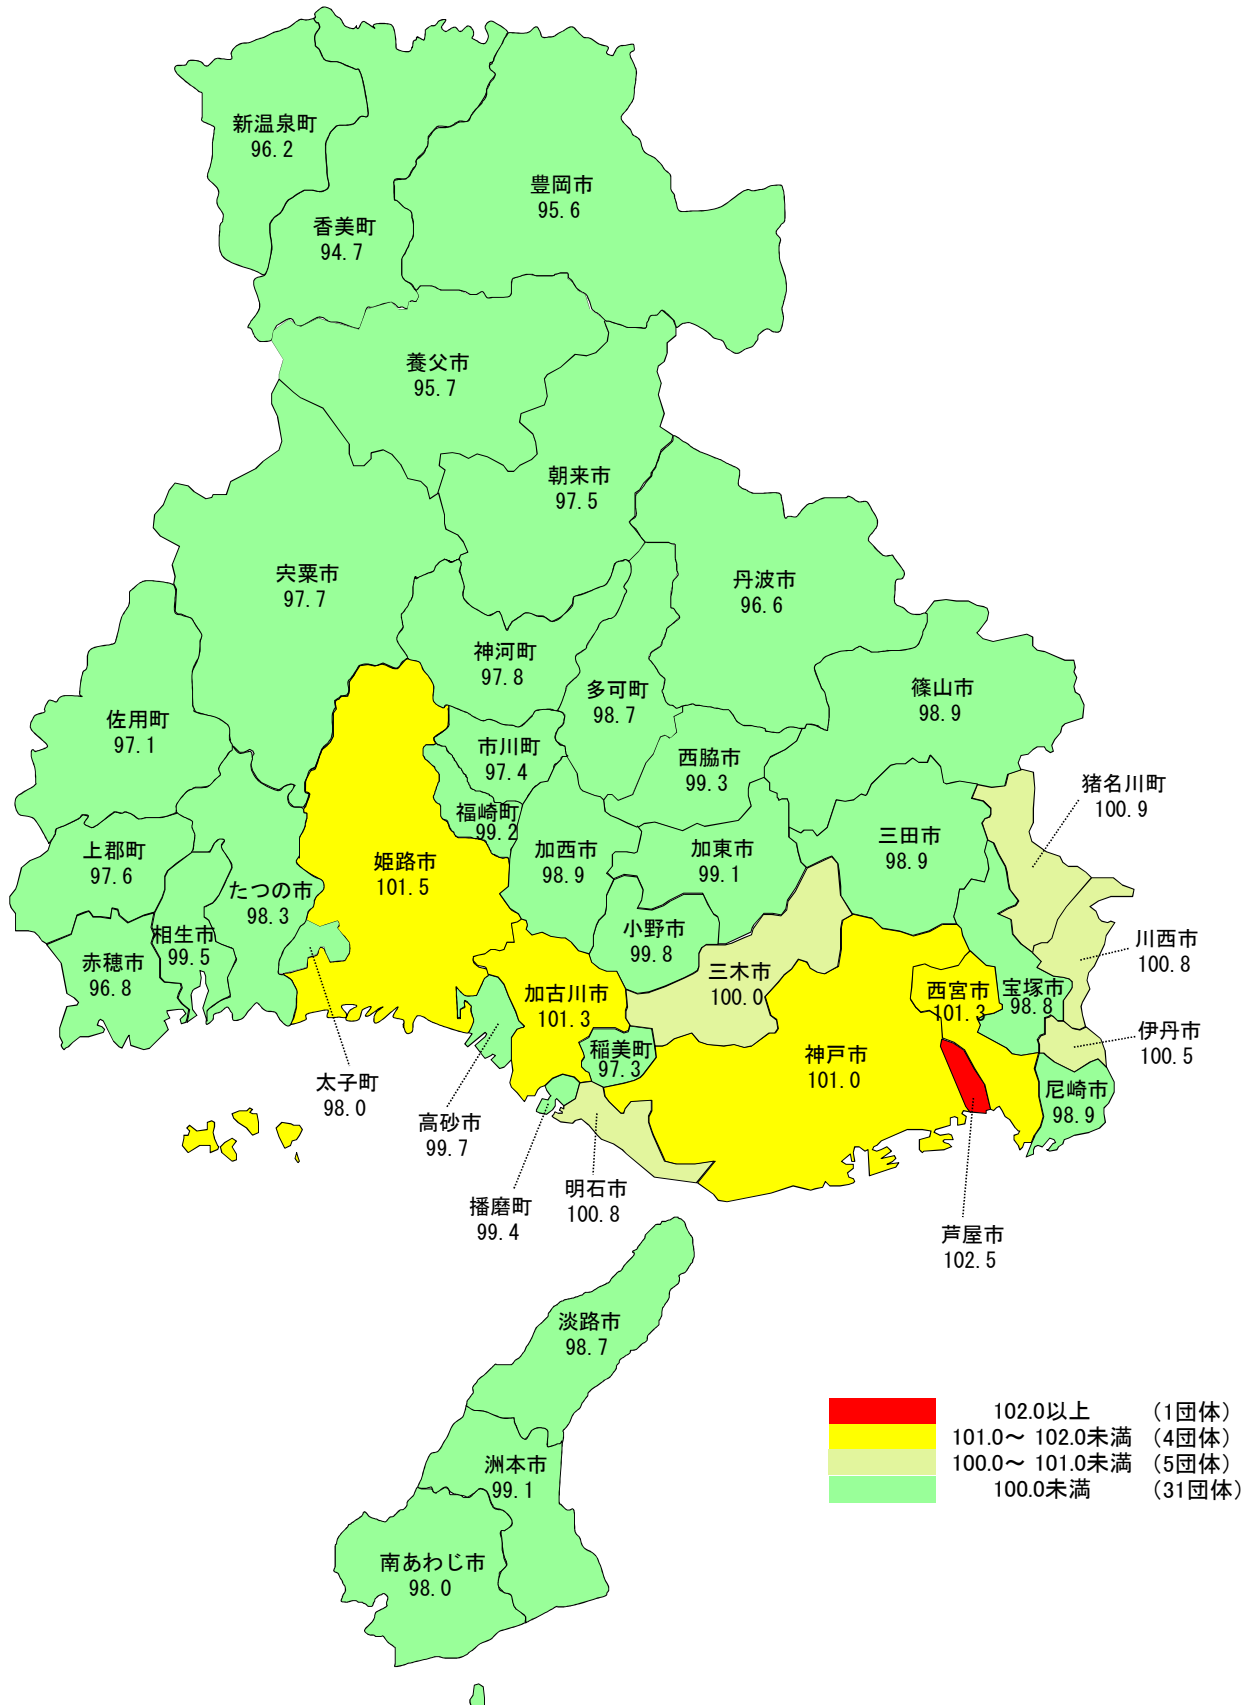 新温泉町
96.2
豊岡市
95.6
香美町
94.7
養父市
95.7
朝来市
97.5
宍粟市
97.7
丹波市
96.6
神河町
97.8
多可町
98.7
篠山市
98.9
佐用町
97.1
市川町
97.4
西脇市
99.3
猪名川町
100.9
福崎町
99.2
上郡町
97.6
姫路市
101.5
加西市
98.9
加東市
99.1
三田市
98.9
たつの市
98.3
相生市
99.5
小野市
99.8
川西市
100.8
赤穂市
96.8
三木市
100.0
加古川市
101.3
西宮市
101.3
宝塚市
98.8
伊丹市
100.5
稲美町
97.3
神戸市
101.0
太子町
98.0
尼崎市
98.9
高砂市
99.7
播磨町
99.4
明石市
100.8
芦屋市
102.5
淡路市
98.7
洲本市
99.1
南あわじ市
98.0
102.0以上 （1団体）
101.0～ 102.0未満 （4団体）
100.0～ 101.0未満 （5団体）
100.0未満 （31団体）